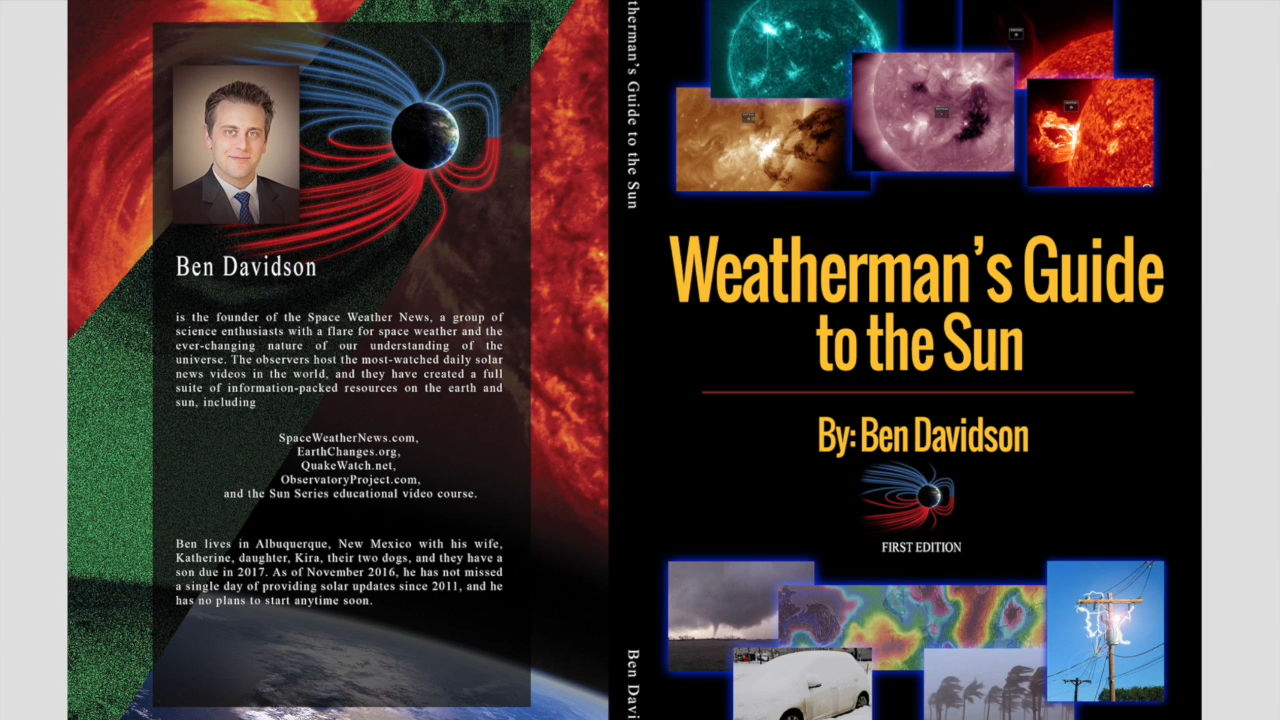 Ben Davidson
is the founder of the Space Weather News, a group of
science enthusiasts with a flare for space weather and the
ever-changing nature of our understanding of the
universe. The observers host the most-watched daily solar
news videos in the world, and they have created a full
suite of information-packed resources on the earth and
sun, including
SpaceWeatherNews.com,
EarthChanges.org,
QuakeWatch.net,
ObservatoryProject.com,
and the Sun Series educational video course.
Ben lives in Albuquerque, New Mexico with his wife,
Katherine, daughter, Kira, their two dogs, and they have a
son due in 2017. As of November 2016, he has not missed
a single day of providing solar updates since 2011, and he
has no plans to start anytime soon.
therman's Guide to the Sun
Ben Davi
Weatherman's Guide
to the Sun
By: Ben Davidson
FIRST EDITION